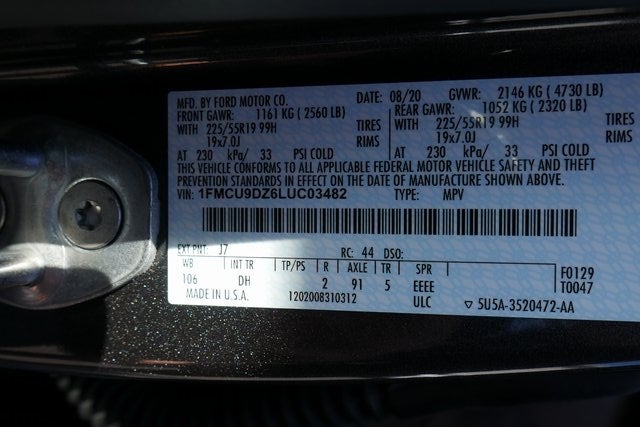 MFD. BY FORD MOTOR CO. DATE: 08/20 GVWR: 2146 KG ( 4730 LB)
FRONT GAWR: 1161 KG ( 2560 LB) REAR GAWR: 1052 KG ( 2320 LB)
WITH 225/55R19 99H TIRES WITH 225/55R19 99H TIRES
19x7.0J RIMS 19x7.0J RIMS
AT 230 kPa/ 33 PSI COLD AT 230 kPa/ 33 PSI COLD
THIS VEHICLE CONFORMS TO ALL APPLICABLE FEDERAL MOTOR VEHICLE SAFETY AND THEFT
PREVENTION STANDARDS IN EFFECT ON THE DATE OF MANUFACTURE SHOWN ABOVE.
VIN: 1FMCU9DZ6LUC03482 TYPE: MPV
EXT PNT: J7 RC: 44 DSO:
WB INT TR TP/PS R AXLE TR SPR F0129
106 DH 2 91 5 EEEE T0047
MADE IN U.S.A. 1202008310312 ULC ▽ 5U5A-3520472-AA